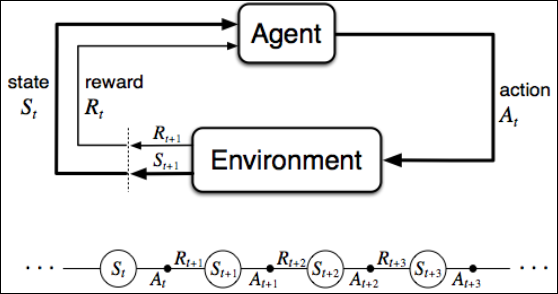 Agent
state
S_t
reward
R_t
action
A_t
R_{t+1}
S_{t+1}
Environment
··· S_t A_t R_{t+1} S_{t+1} A_{t+1} R_{t+2} S_{t+2} A_{t+2} R_{t+3} S_{t+3} A_{t+3} ···